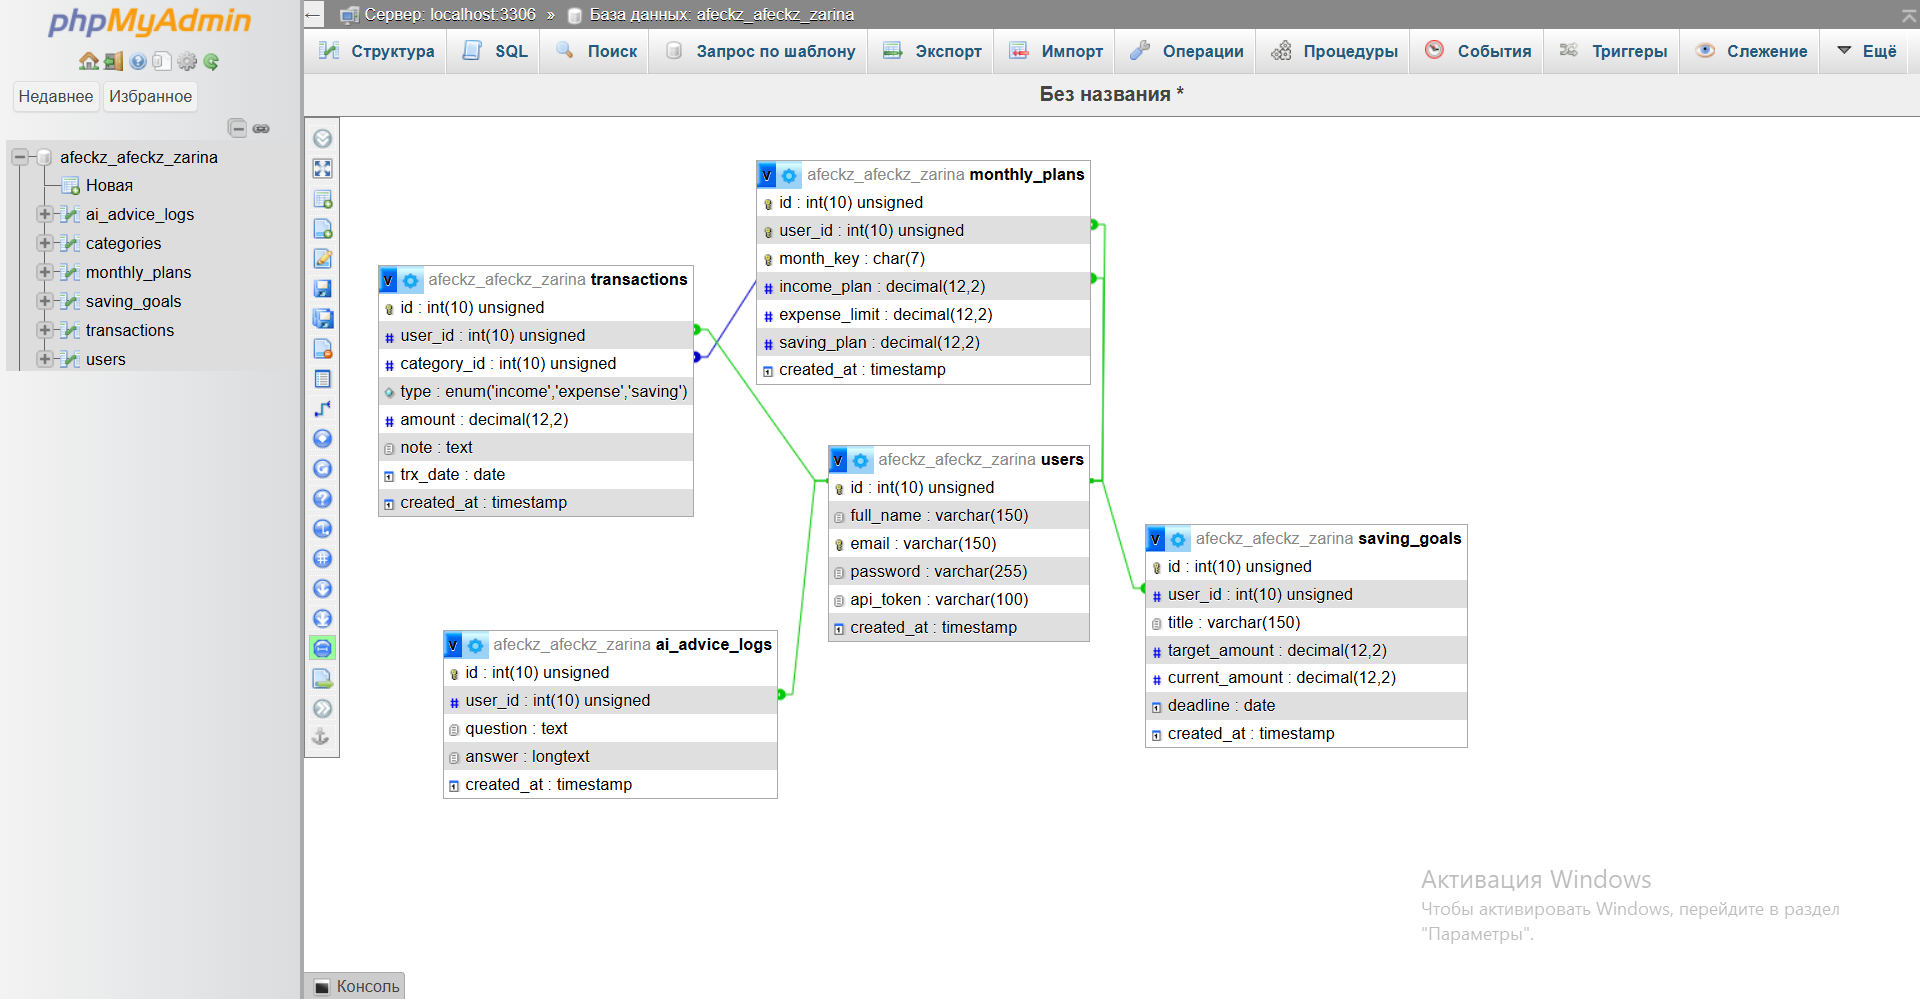 phpMyAdmin
Недавнее Избранное
afeckz_afeckz_zarina
Новая
ai_advice_logs
categories
monthly_plans
saving_goals
transactions
users
Сервер: localhost:3306 » База данных: afeckz_afeckz_zarina
Структура SQL Поиск Запрос по шаблону Экспорт Импорт Операции Процедуры События Триггеры Слежение Ещё
Без названия *
v afeckz_afeckz_zarina monthly_plans
id : int(10) unsigned
user_id : int(10) unsigned
month_key : char(7)
# income_plan : decimal(12,2)
# expense_limit : decimal(12,2)
# saving_plan : decimal(12,2)
created_at : timestamp
v afeckz_afeckz_zarina transactions
id : int(10) unsigned
# user_id : int(10) unsigned
# category_id : int(10) unsigned
type : enum('income','expense','saving')
# amount : decimal(12,2)
note : text
trx_date : date
created_at : timestamp
v afeckz_afeckz_zarina users
id : int(10) unsigned
full_name : varchar(150)
email : varchar(150)
password : varchar(255)
api_token : varchar(100)
created_at : timestamp
v afeckz_afeckz_zarina saving_goals
id : int(10) unsigned
# user_id : int(10) unsigned
title : varchar(150)
# target_amount : decimal(12,2)
# current_amount : decimal(12,2)
deadline : date
created_at : timestamp
v afeckz_afeckz_zarina ai_advice_logs
id : int(10) unsigned
# user_id : int(10) unsigned
question : text
answer : longtext
created_at : timestamp
Активация Windows
Чтобы активировать Windows, перейдите в раздел
"Параметры".
Консоль